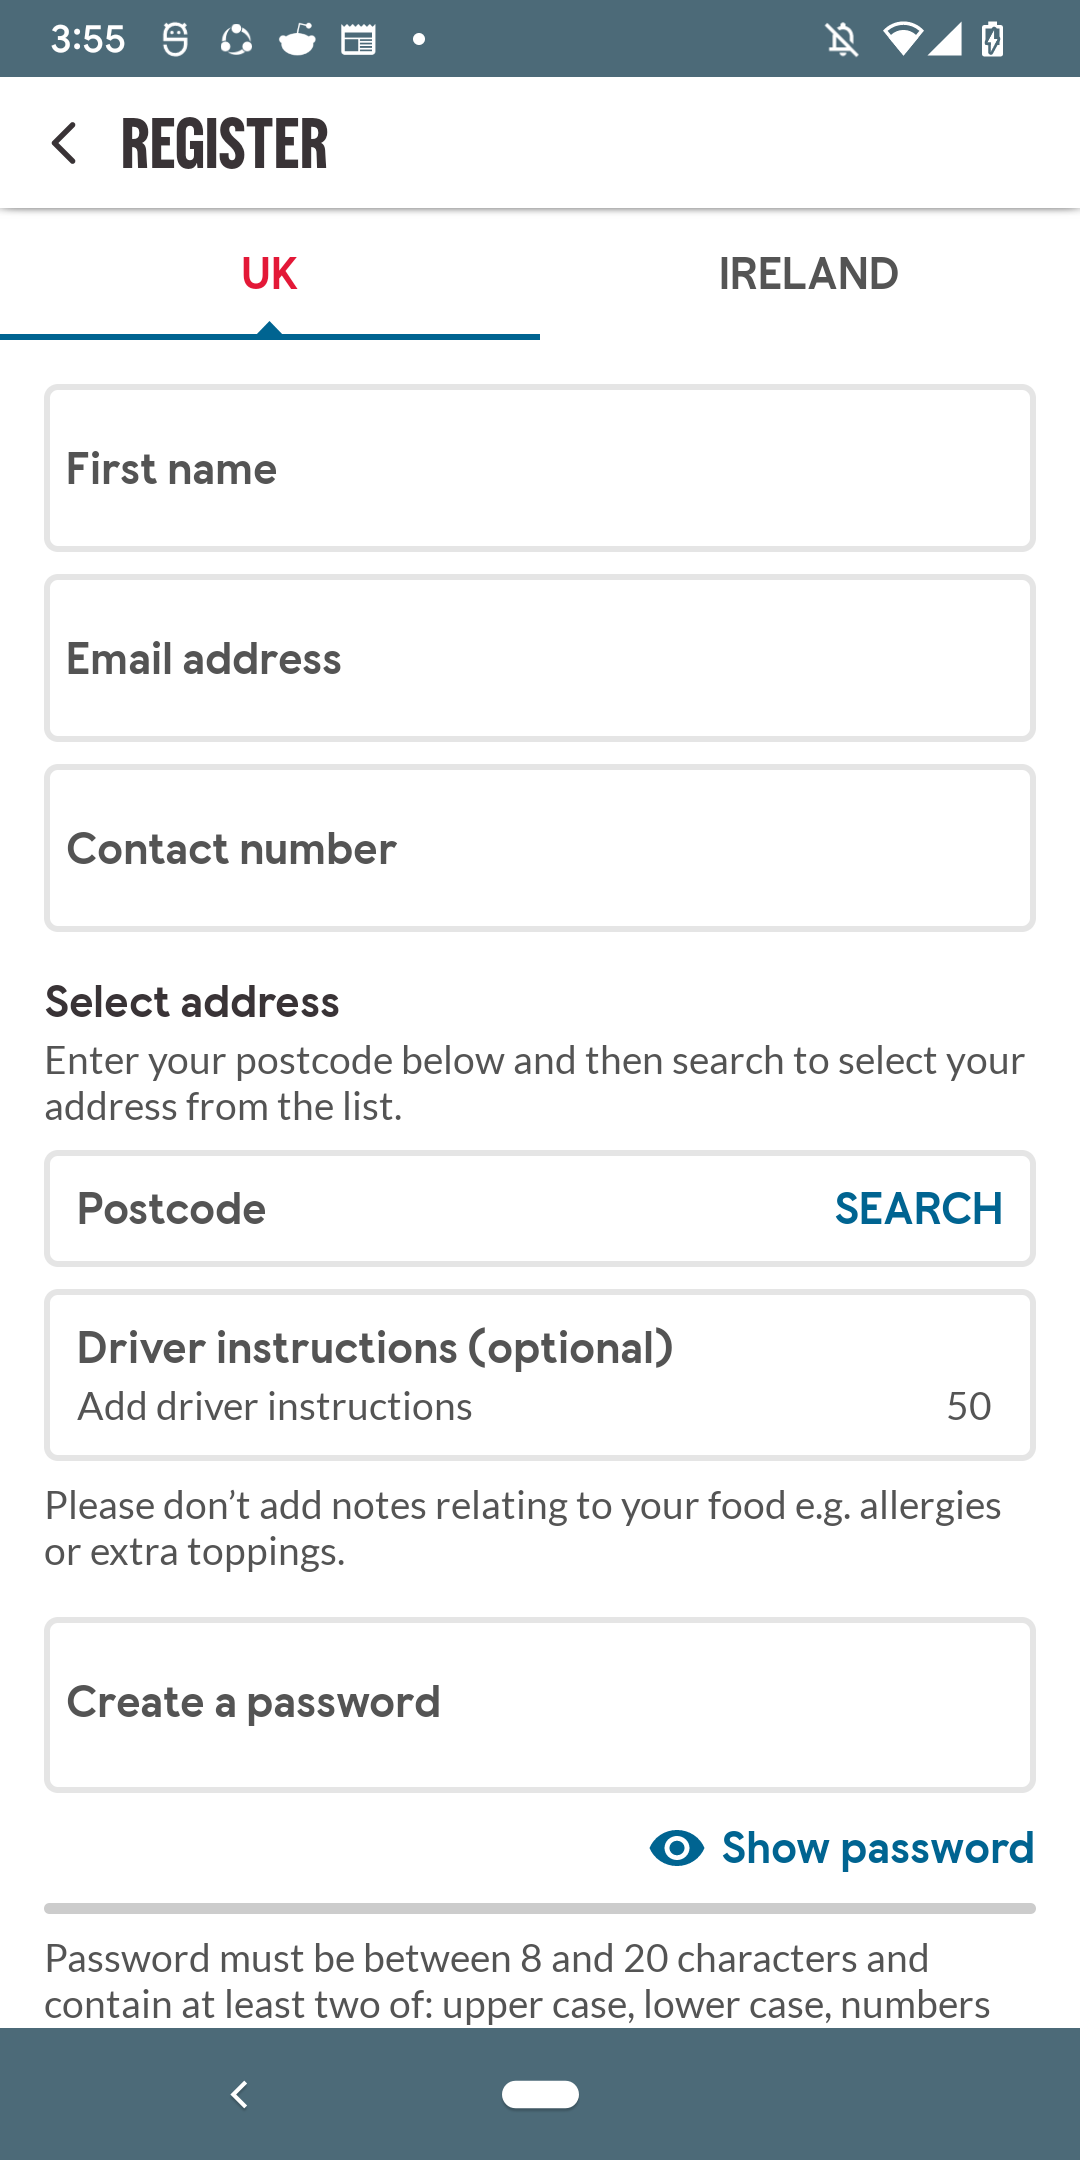 3:55
REGISTER
UK
IRELAND
First name
Email address
Contact number
Select address
Enter your postcode below and then search to select your
address from the list.
Postcode
SEARCH
Driver instructions (optional)
Add driver instructions
50
Please don’t add notes relating to your food e.g. allergies
or extra toppings.
Create a password
Show password
Password must be between 8 and 20 characters and
contain at least two of: upper case, lower case, numbers